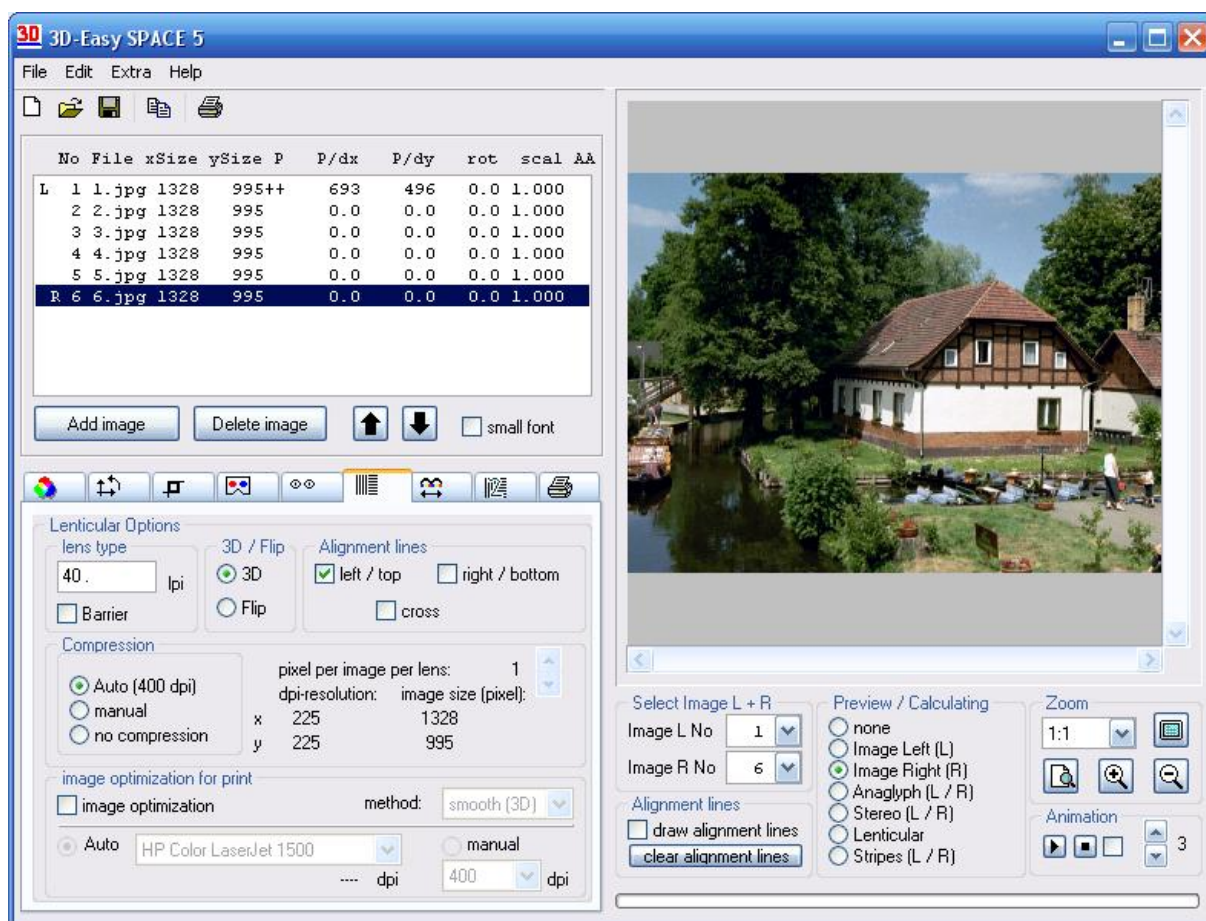 3D 3D-Easy SPACE 5
File Edit Extra Help
No File xSize ySize P P/dx P/dy rot scal AA
L 1 1.jpg 1328 995++ 693 496 0.0 1.000
2 2.jpg 1328 995 0.0 0.0 0.0 1.000
3 3.jpg 1328 995 0.0 0.0 0.0 1.000
4 4.jpg 1328 995 0.0 0.0 0.0 1.000
5 5.jpg 1328 995 0.0 0.0 0.0 1.000
R 6 6.jpg 1328 995 0.0 0.0 0.0 1.000
Add image Delete image small font
Lenticular Options
lens type
40. lpi
Barrier
3D / Flip
3D
Flip
Alignment lines
left / top right / bottom
cross
Compression
Auto (400 dpi)
manual
no compression
pixel per image per lens: 1
dpi-resolution: image size (pixel):
x 225 1328
y 225 995
image optimization for print
image optimization method: smooth (3D)
Auto HP Color LaserJet 1500 manual
---- dpi 400 dpi
Select Image L + R
Image L No 1
Image R No 6
Alignment lines
draw alignment lines
clear alignment lines
Preview / Calculating
none
Image Left (L)
Image Right (R)
Anaglyph (L / R)
Stereo (L / R)
Lenticular
Stripes (L / R)
Zoom
1:1
Animation
3